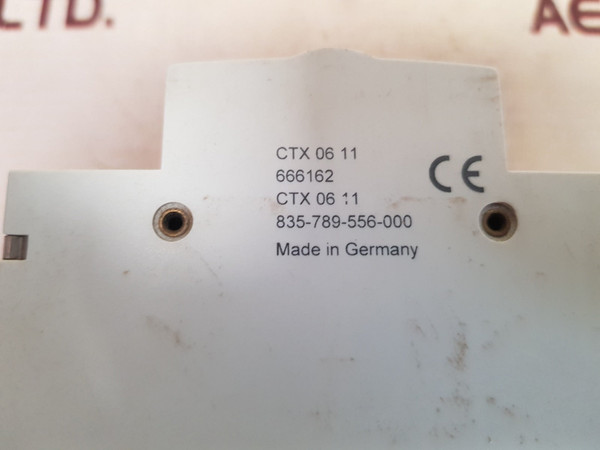 LTD.
AE
CTX 06 11
666162
CTX 06 11
835-789-556-000
Made in Germany
CE